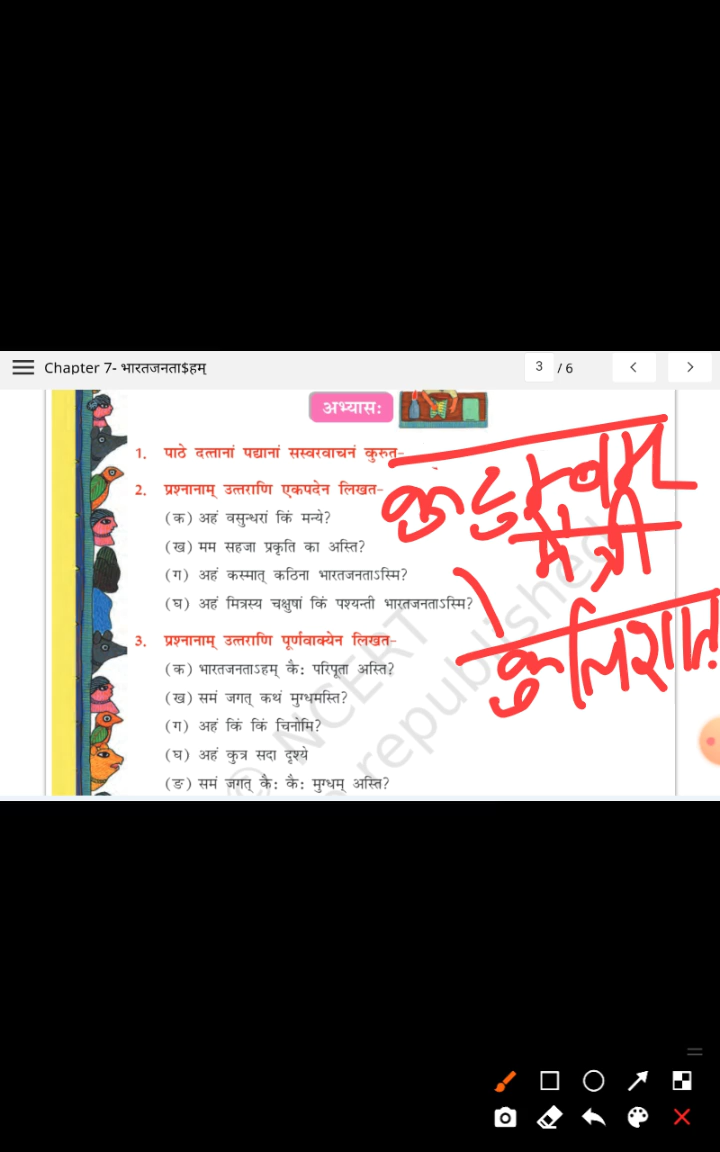 Chapter 7- भारतजनता$हम्
3 / 6
अभ्यासः
1. पाठे दत्तानां पद्यानां सस्वरवाचनं कुरुत-
2. प्रश्नानाम् उत्तराणि एकपदेन लिखत-
कुटुम्बम्
(क) अहं वसुन्धरां किं मन्ये?
(ख) मम सहजा प्रकृति का अस्ति?
मैत्री
(ग) अहं कस्मात् कठिना भारतजनताऽस्मि?
(घ) अहं मित्रस्य चक्षुषां किं पश्यन्ती भारतजनताऽस्मि?
कुलिशात्
3. प्रश्नानाम् उत्तराणि पूर्णवाक्येन लिखत-
(क) भारतजनताऽहम् कैः परिपूता अस्ति?
(ख) समं जगत् कथं मुग्धमस्ति?
(ग) अहं किं किं चिनोमि?
(घ) अहं कुत्र सदा दृश्ये
(ङ) समं जगत् कैः कैः मुग्धम् अस्ति?
© NCERT
republished